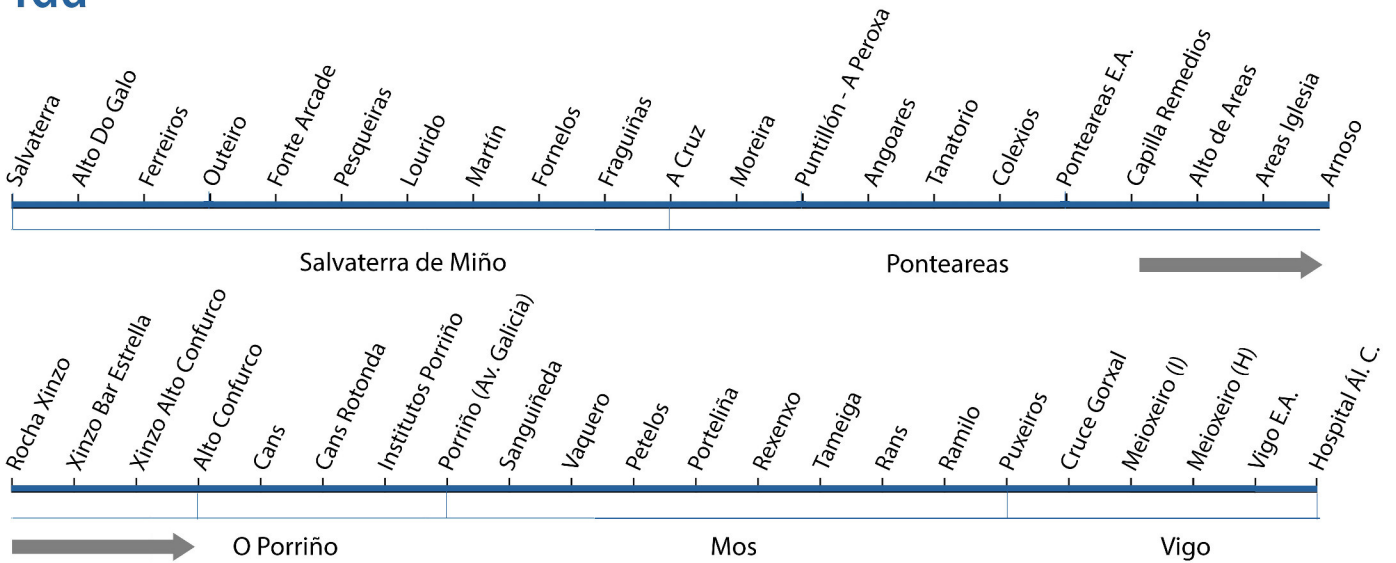 Ida
Salvaterra
Alto Do Galo
Ferreiros
Outeiro
Fonte Arcade
Pesqueiras
Lourido
Martín
Fornelos
Fraguiñas
A Cruz
Moreira
Puntillón - A Peroxa
Angoares
Tanatorio
Colexios
Ponteareas E.A.
Capilla Remedios
Alto de Areas
Areas Iglesia
Arnoso
Salvaterra de Miño
Ponteareas
Rocha Xinzo
Xinzo Bar Estrella
Xinzo Alto Confurco
Alto Confurco
Cans
Cans Rotonda
Institutos Porriño
Porriño (Av. Galicia)
Sanguiñeda
Vaquero
Petelos
Porteliña
Rexenxo
Tameiga
Rans
Ramilo
Puxeiros
Cruce Gorxal
Meioxeiro (I)
Meioxeiro (H)
Vigo E.A.
Hospital Ál. C.
O Porriño
Mos
Vigo